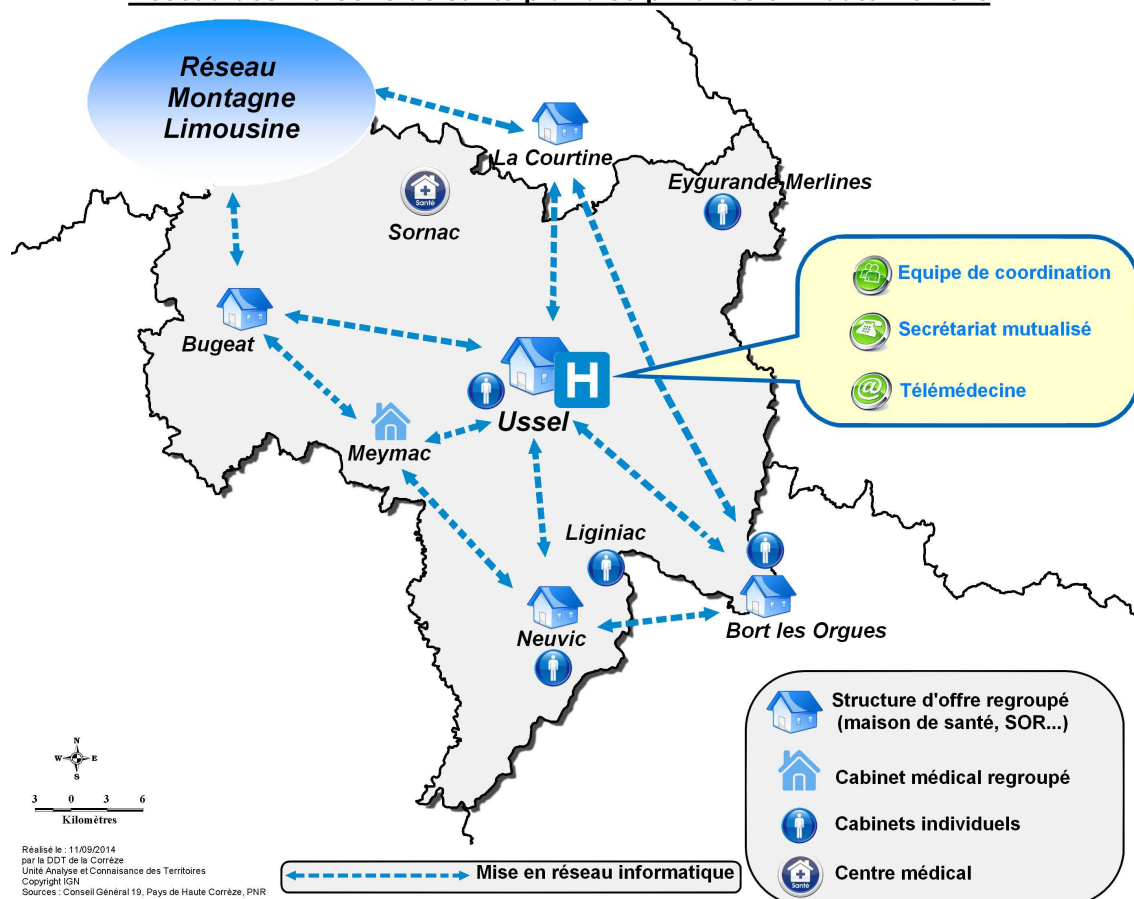 Réseau
Montagne
Limousine
La Courtine
Eygurande Merlines
Santé
Sornac
Equipe de coordination
Secrétariat mutualisé
@ Télémédecine
Bugeat
H
Ussel
Meymac
Liginiac
Neuvic
Bort les Orgues
Structure d'offre regroupé
(maison de santé, SOR...)
Cabinet médical regroupé
Cabinets individuels
Santé
Centre médical
N
W E
S
3 0 3 6
Kilomètres
Réalisé le : 11/09/2014
par la DDT de la Corrèze
Unité Analyse et Connaisance des Territoires
Copyright IGN
Sources : Conseil Général 19, Pays de Haute Corrèze, PNR
Mise en réseau informatique